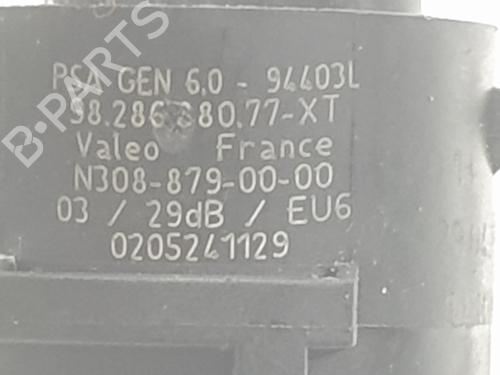 PSA GEN 6.0 - 94403L
98.286.880.77-XT
Valeo France
N308-879-00-00
03 / 29dB / EU6
0205241129
B-PARTS